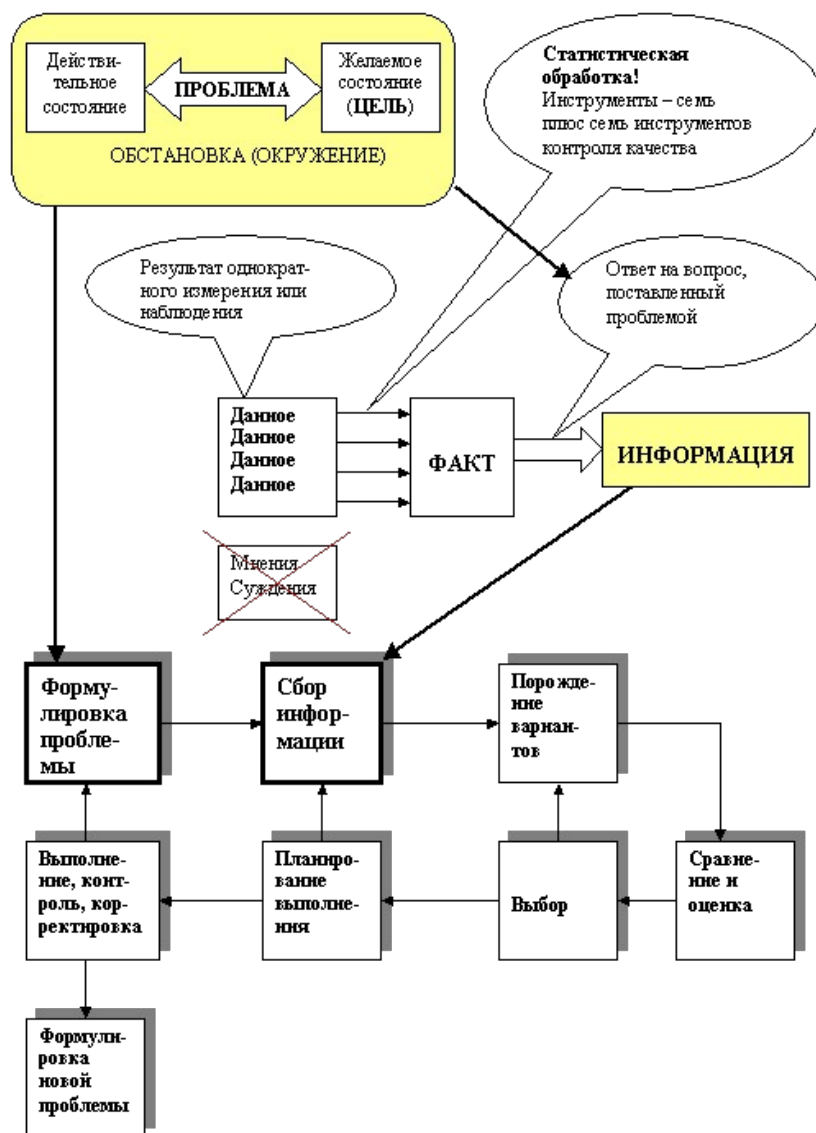 Действи-
тельное
состояние
ПРОБЛЕМА
Желаемое
состояние
(ЦЕЛЬ)
ОБСТАНОВКА (ОКРУЖЕНИЕ)
Статистическая
обработка!
Инструменты – семь
плюс семь инструментов
контроля качества
Результат однократ-
ного измерения или
наблюдения
Ответ на вопрос,
поставленный
проблемой
Данное
Данное
Данное
Данное
ФАКТ
ИНФОРМАЦИЯ
Мнения
Суждения
Форму-
лировка
пробле-
мы
Сбор
инфор-
мации
Порожде-
ние
вариан-
тов
Выполне-
ние, конт-
роль, кор-
ректировка
Планиро-
вание
выполне-
ния
Выбор
Сравне-
ние и
оценка
Формули-
ровка
новой
проблемы